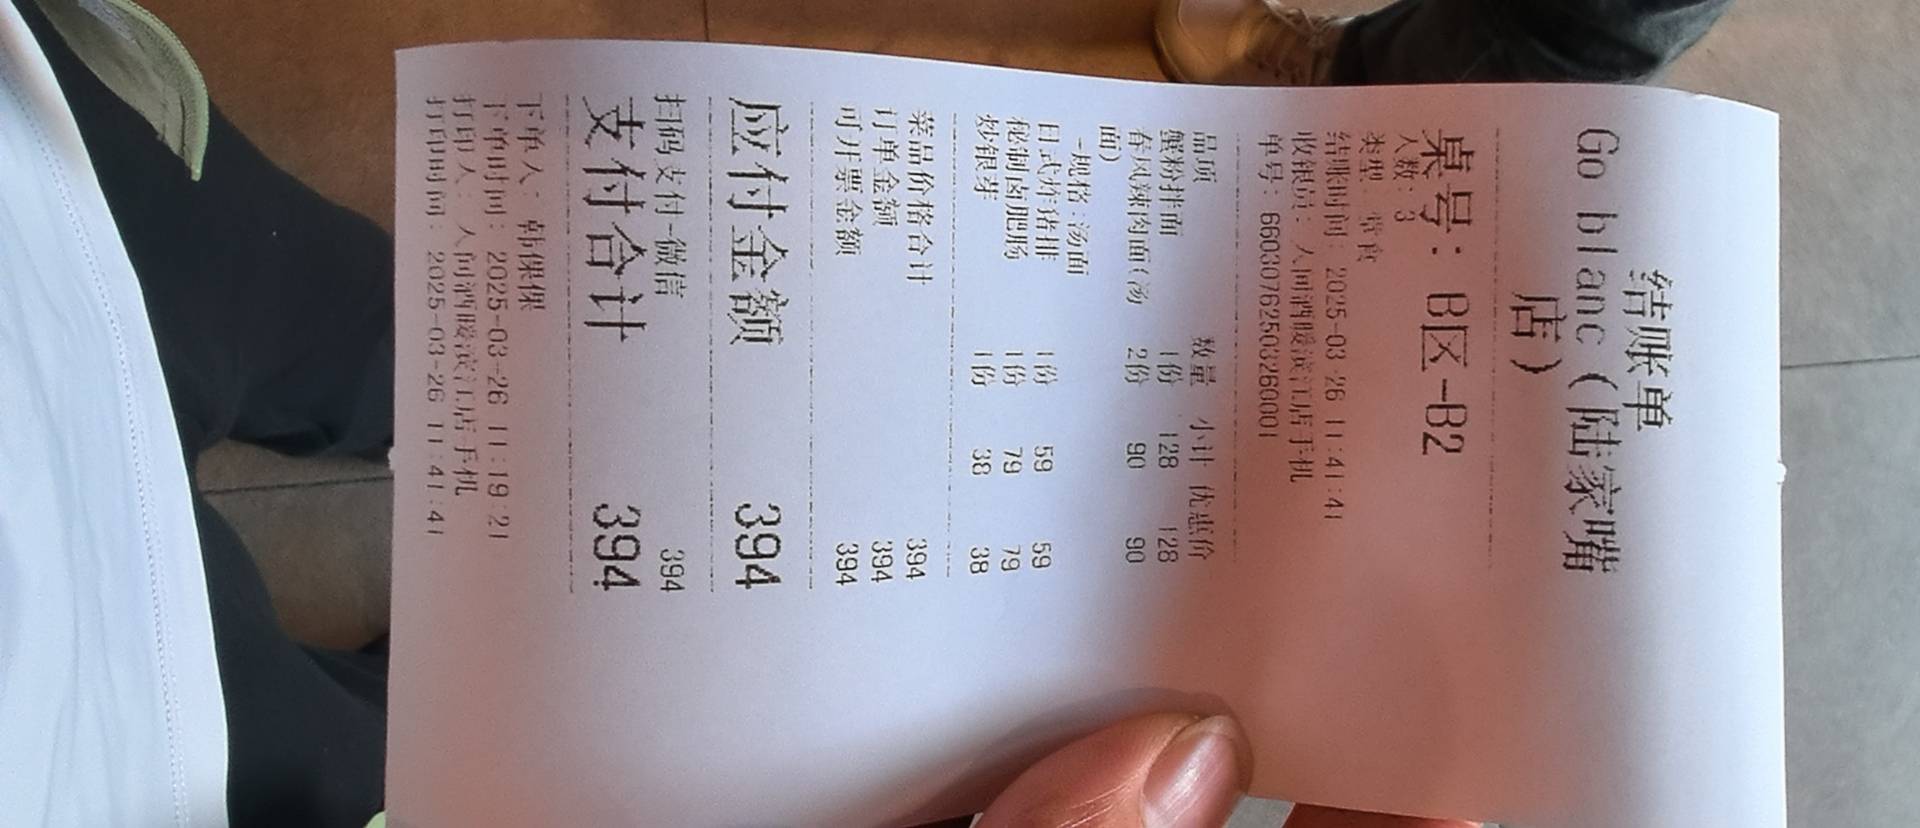 结账单
Go blanc（陆家嘴
店）
桌号：B区-B2
人数：3
类型：堂食
结账时间：2025-03-26 11:41:41
收银员：人间酒暖滨江店手机
单号：66030762503260001
品项 数量 小计 优惠价
蟹粉拌面 1份 128 128
春风辣肉面(汤 2份 90 90
面)
-规格:汤面
日式炸猪排 1份 59 59
秘制卤肥肠 1份 79 79
炒银芽 1份 38 38
菜品价格合计 394
订单金额 394
可开票金额 394
应付金额 394
扫码支付-微信 394
支付合计 394
下单人：韩保保
下单时间：2025-03-26 11:19:21
打印人：人间酒暖滨江店手机
打印时间：2025-03-26 11:41:41